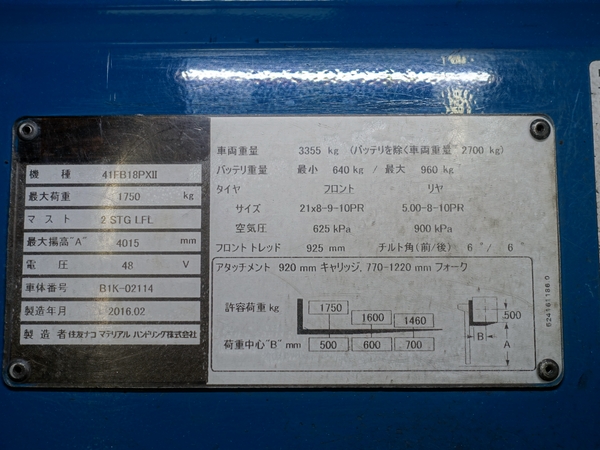 機種 41FB18PXII
最大荷重 1750 kg
マスト 2 STG LFL
最大揚高"A" 4015 mm
電圧 48 V
車体番号 B1K-02114
製造年月 2016.02
製造者 住友ナコ マテリアル ハンドリング株式会社
車両重量 3355 kg (バッテリを除く車両重量 2700 kg)
バッテリ重量 最小 640 kg / 最大 960 kg
タイヤ フロント リヤ
サイズ 21x8-9-10PR 5.00-8-10PR
空気圧 625 kPa 900 kPa
フロントトレッド 925 mm チルト角(前/後) 6° / 6°
アタッチメント 920 mm キャリッジ, 770-1220 mm フォーク
許容荷重 kg 1750 1600 1460
荷重中心"B" mm 500 600 700
500
B
A